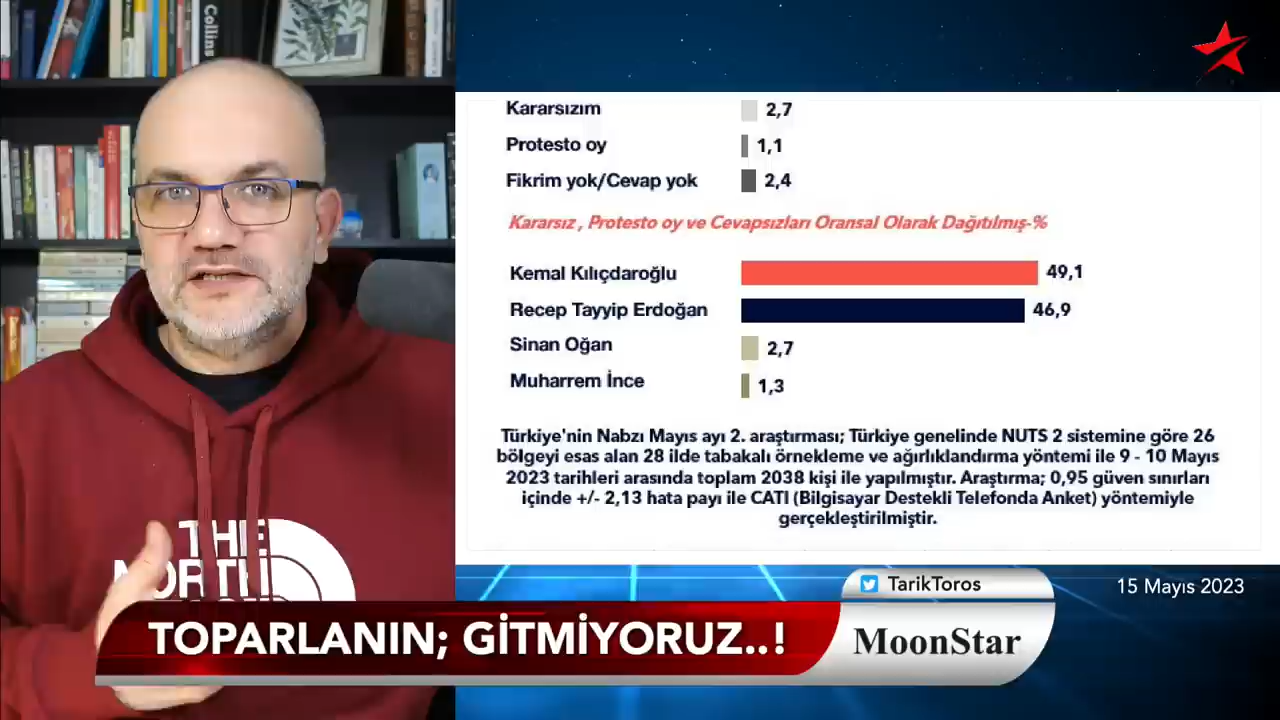 Collins
Kararsızım 2,7
Protesto oy 1,1
Fikrim yok/Cevap yok 2,4
Kararsız , Protesto oy ve Cevapsızları Oransal Olarak Dağıtılmış-%
Kemal Kılıçdaroğlu 49,1
Recep Tayyip Erdoğan 46,9
Sinan Oğan 2,7
Muharrem İnce 1,3
Türkiye'nin Nabzı Mayıs ayı 2. araştırması; Türkiye genelinde NUTS 2 sistemine göre 26
bölgeyi esas alan 28 ilde tabakalı örnekleme ve ağırlıklandırma yöntemi ile 9 - 10 Mayıs
2023 tarihleri arasında toplam 2038 kişi ile yapılmıştır. Araştırma; 0,95 güven sınırları
içinde +/- 2,13 hata payı ile CATI (Bilgisayar Destekli Telefonda Anket) yöntemiyle
gerçekleştirilmiştir.
THE
NORTH
TarikToros
15 Mayıs 2023
TOPARLANIN; GİTMİYORUZ..!
MoonStar